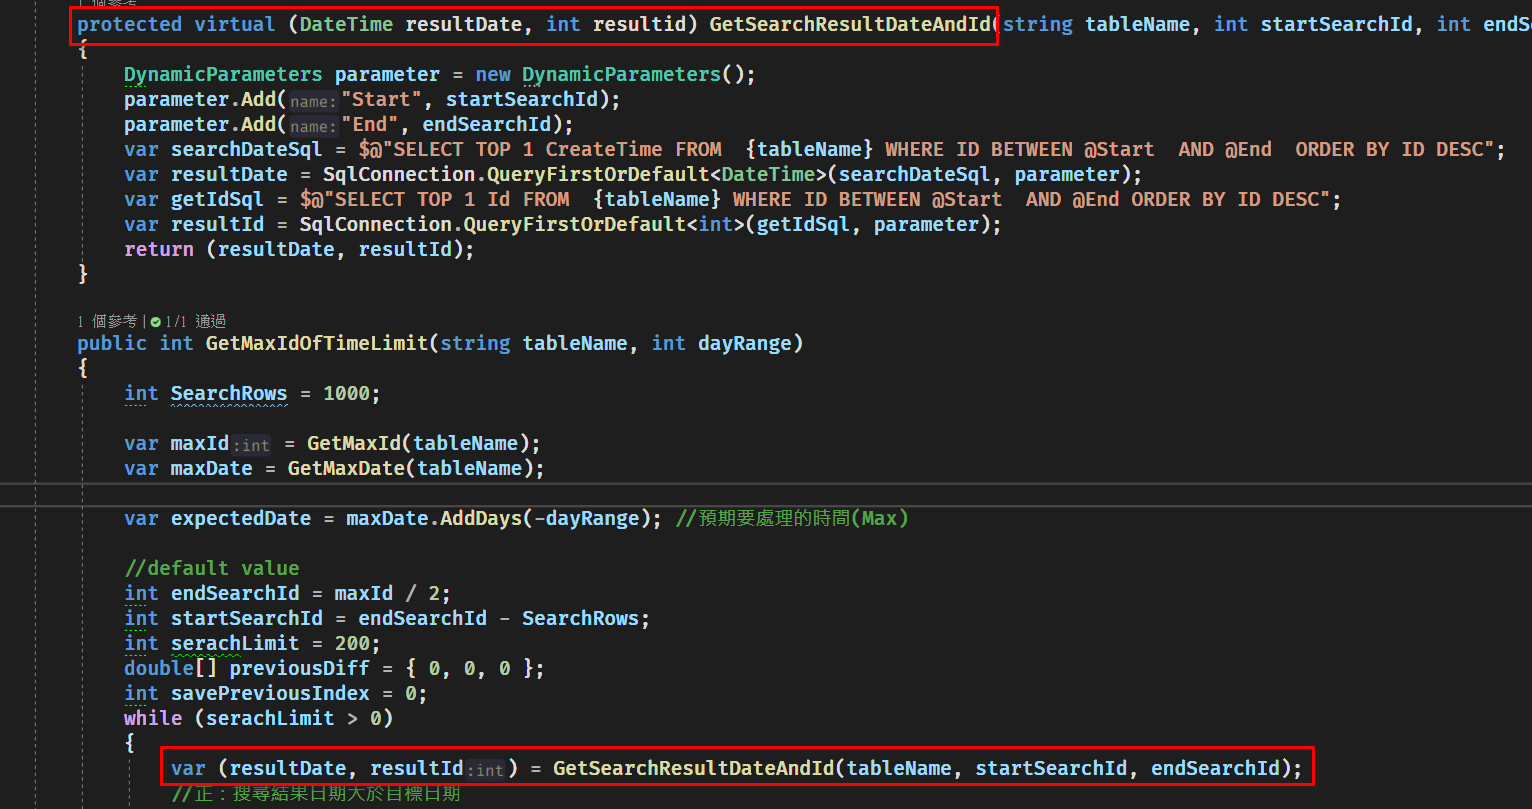 1 個參考
protected virtual (DateTime resultDate, int resultid) GetSearchResultDateAndId(string tableName, int startSearchId, int endS
{
DynamicParameters parameter = new DynamicParameters();
parameter.Add(name:"Start", startSearchId);
parameter.Add(name:"End", endSearchId);
var searchDateSql = $@"SELECT TOP 1 CreateTime FROM  {tableName} WHERE ID BETWEEN @Start  AND @End  ORDER BY ID DESC";
var resultDate = SqlConnection.QueryFirstOrDefault<DateTime>(searchDateSql, parameter);
var getIdSql = $@"SELECT TOP 1 Id FROM  {tableName} WHERE ID BETWEEN @Start  AND @End ORDER BY ID DESC";
var resultId = SqlConnection.QueryFirstOrDefault<int>(getIdSql, parameter);
return (resultDate, resultId);
}
1 個參考 | 1/1 通過
public int GetMaxIdOfTimeLimit(string tableName, int dayRange)
{
int SearchRows = 1000;
var maxId:int = GetMaxId(tableName);
var maxDate = GetMaxDate(tableName);
var expectedDate = maxDate.AddDays(-dayRange); //預期要處理的時間(Max)
//default value
int endSearchId = maxId / 2;
int startSearchId = endSearchId - SearchRows;
int serachLimit = 200;
double[] previousDiff = { 0, 0, 0 };
int savePreviousIndex = 0;
while (serachLimit > 0)
{
var (resultDate, resultId:int) = GetSearchResultDateAndId(tableName, startSearchId, endSearchId);
//正：搜尋結果日期大於目標日期